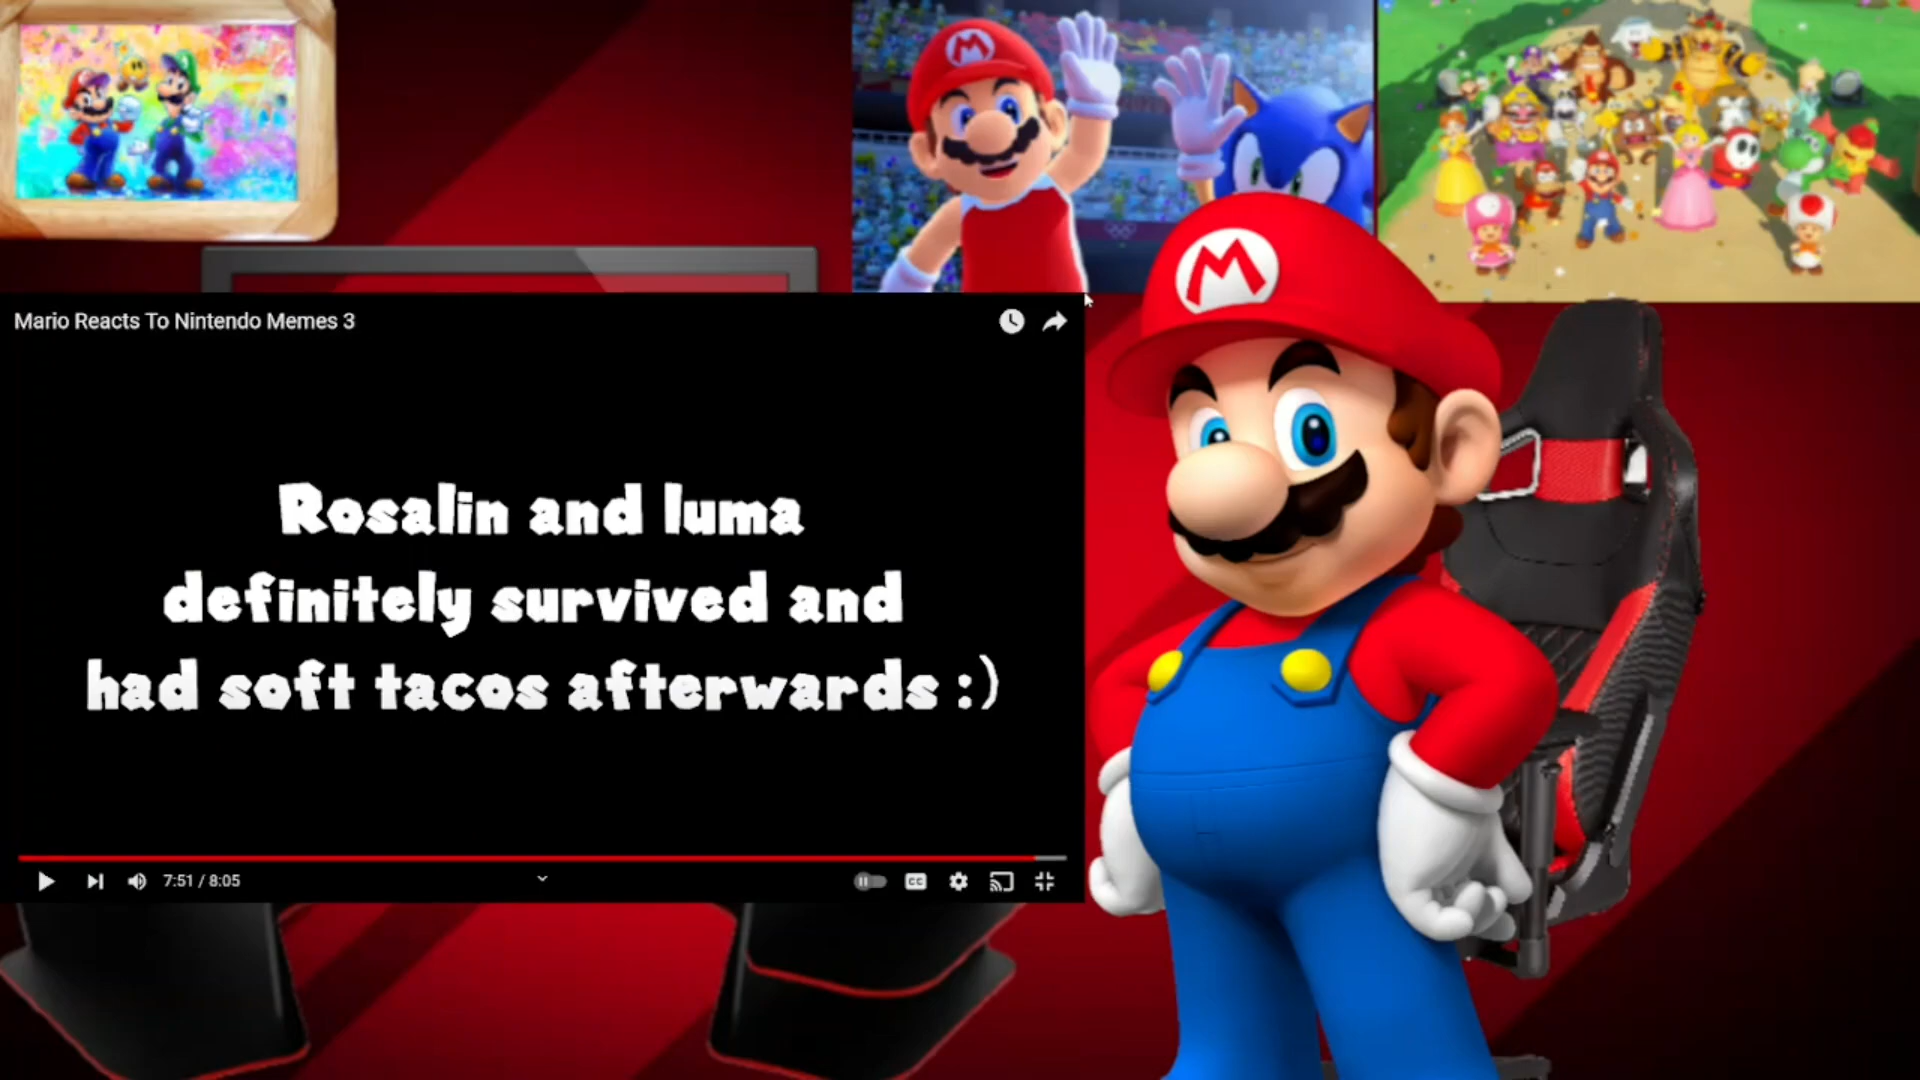 Mario Reacts To Nintendo Memes 3
Rosalin and luma
definitely survived and
had soft tacos afterwards :)
7:51 / 8:05
CC
M
M